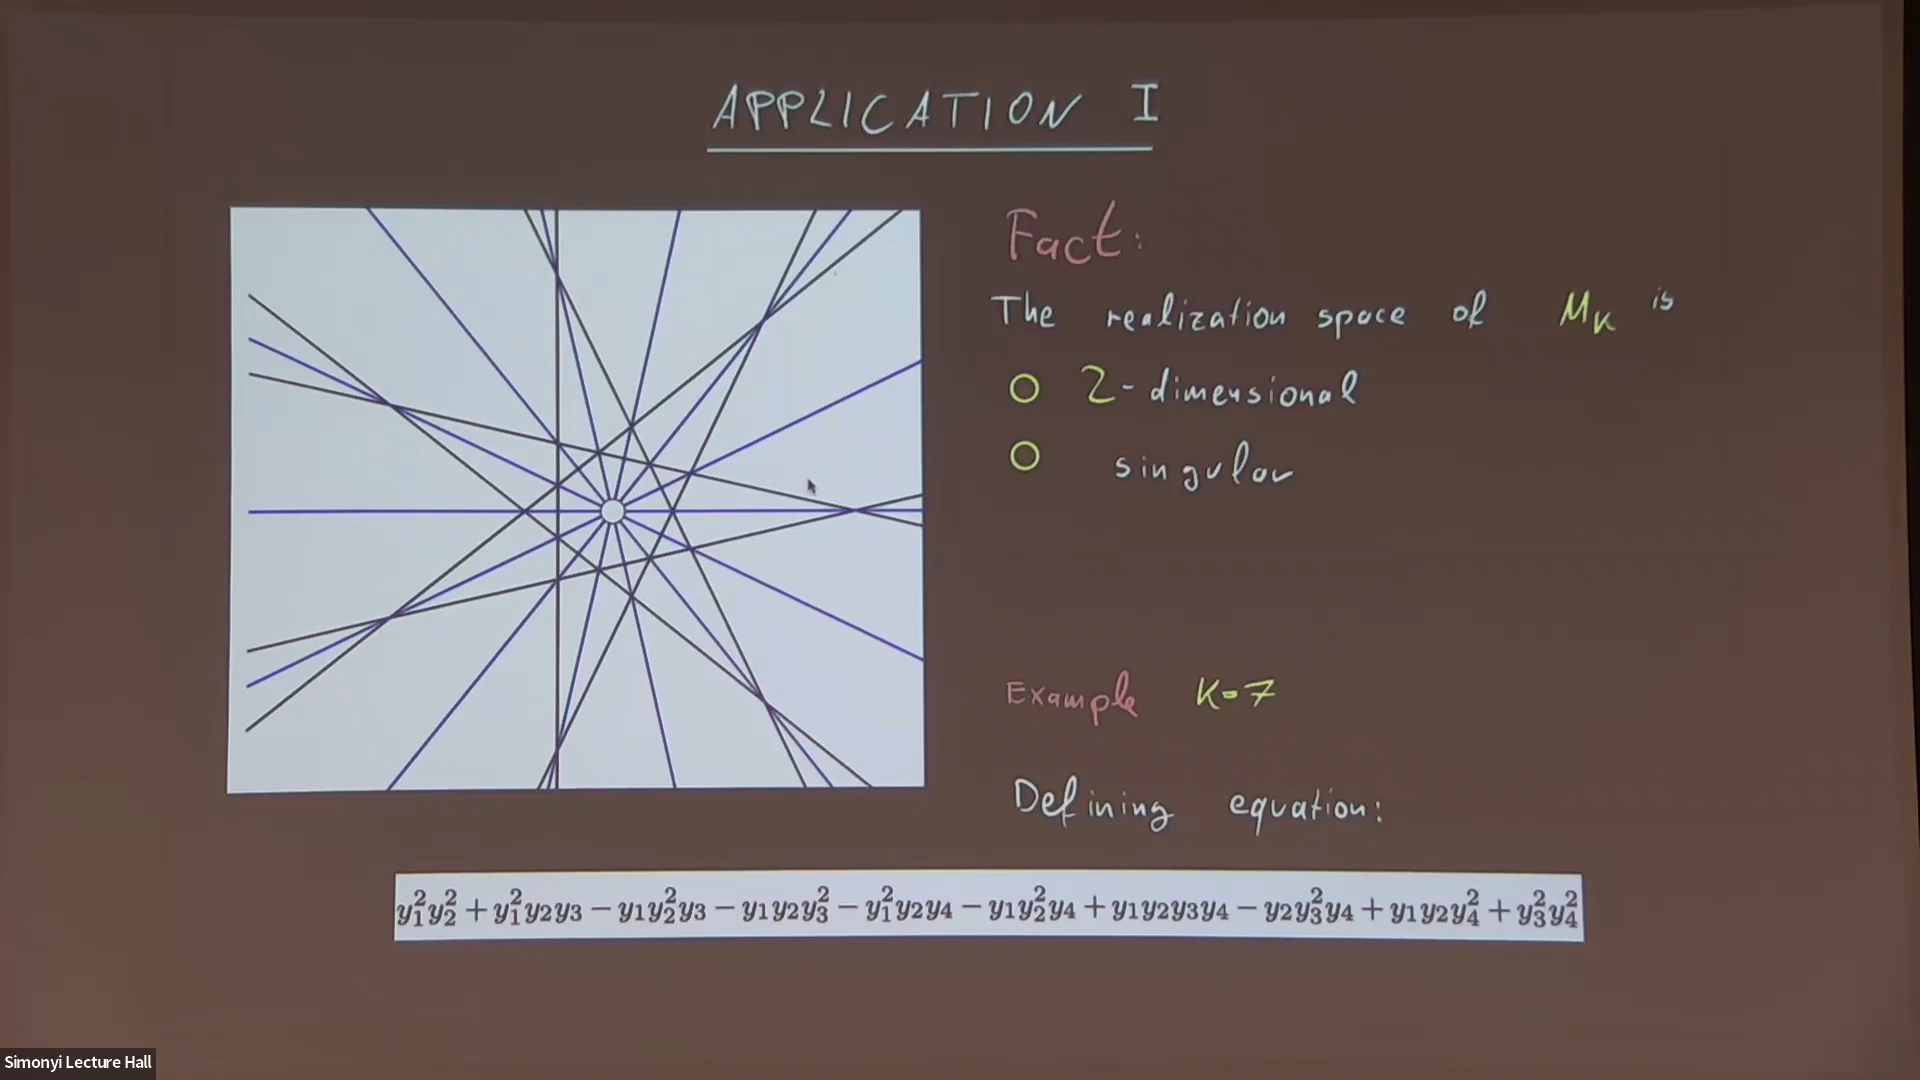 APPLICATION I
Fact:
The realization space of Mₖ is
2-dimensional
singular
Example K=7
Defining equation:
y₁²y₂² + y₁²y₂y₃ − y₁y₂²y₃ − y₁y₂y₃² − y₁²y₂y₄ − y₁y₂²y₄ + y₁y₂y₃y₄ − y₂y₃²y₄ + y₁y₂y₄² + y₃²y₄²
Simonyi Lecture Hall